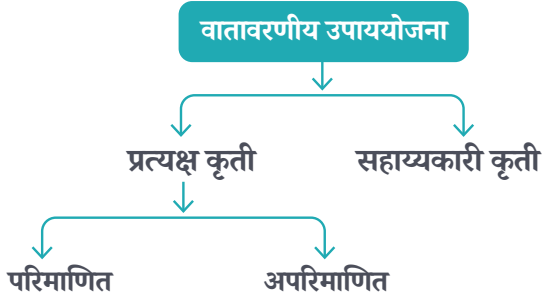 वातावरणीय उपाययोजना
प्रत्यक्ष कृती
सहाय्यकारी कृती
परिमाणित
अपरिमाणित